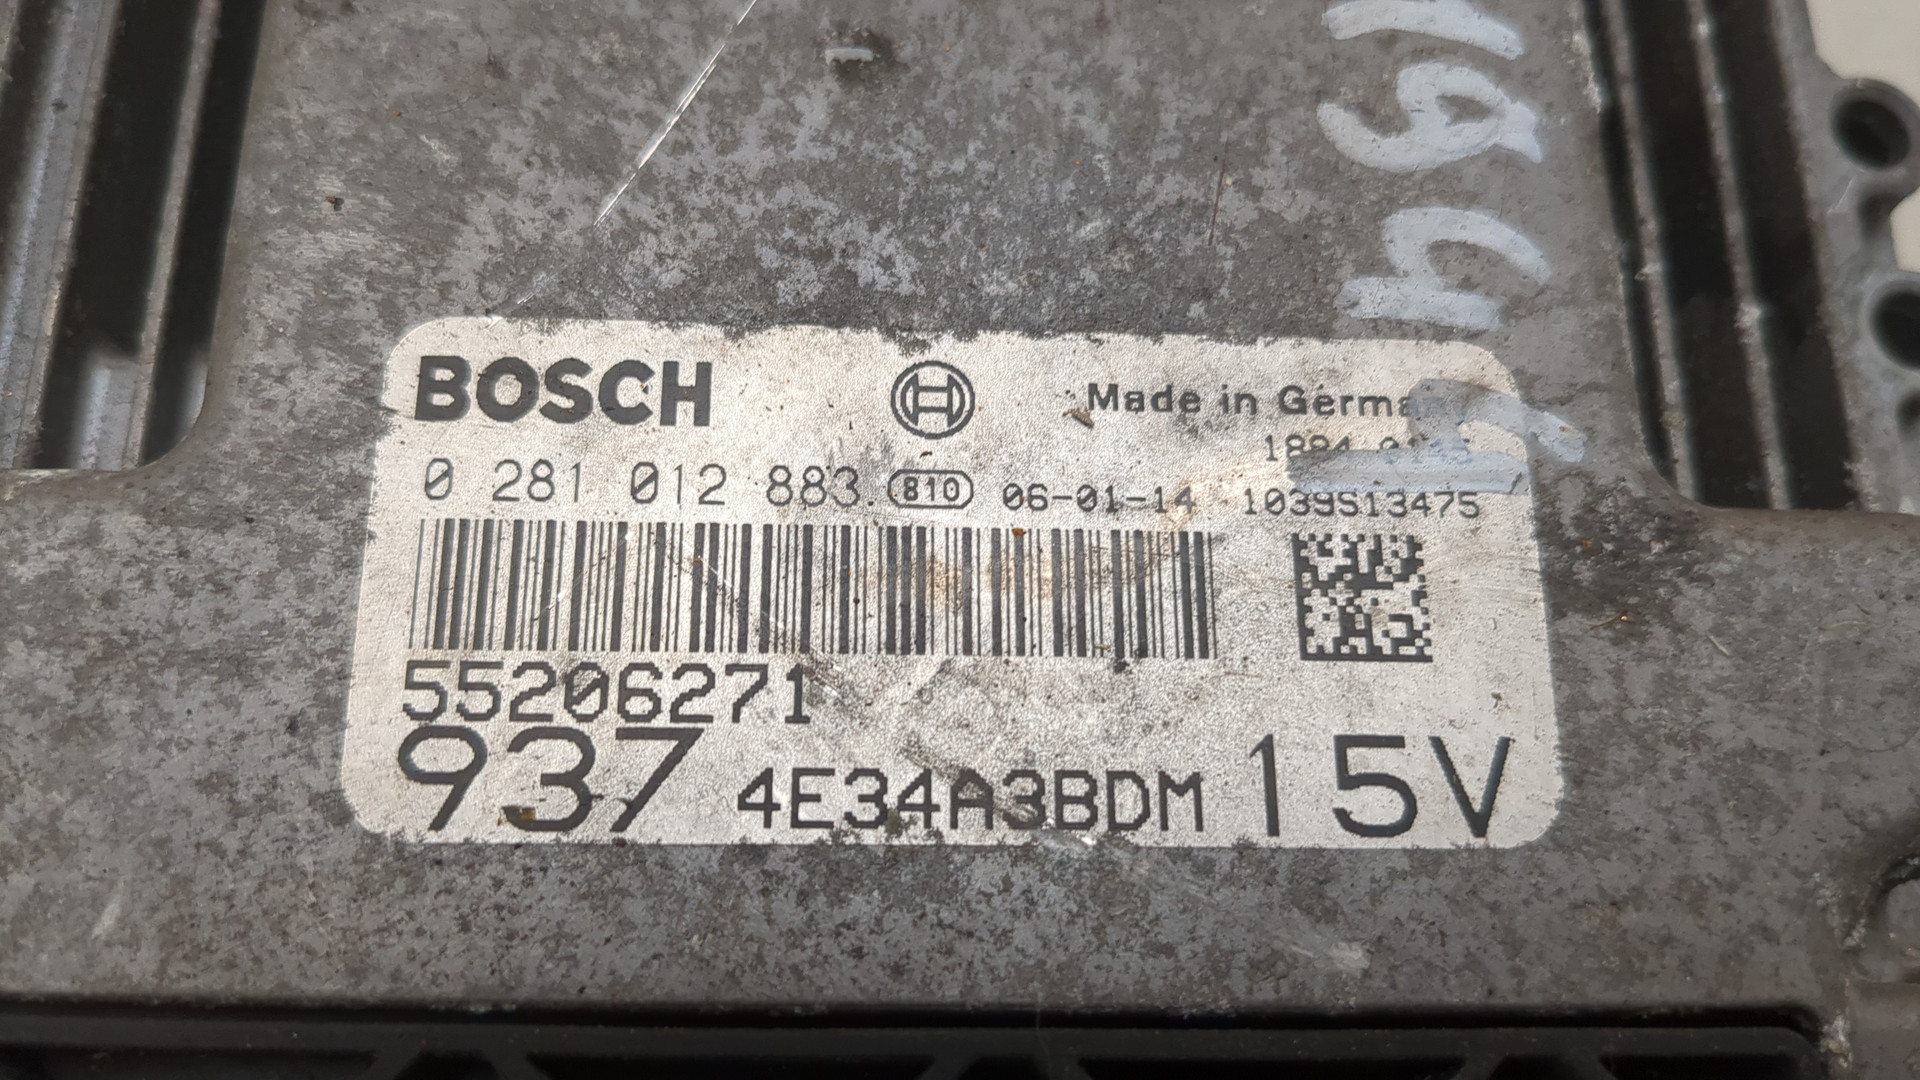 BOSCH
Made in Germany
0 281 012 883 810 06-01-14 1039S13475
55206271
937 4E34A3BDM 15V